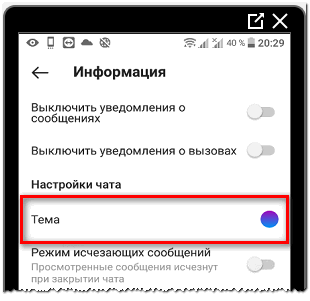 40 % 20:29
Информация
Выключить уведомления о
сообщениях
Выключить уведомления о вызовах
Настройки чата
Тема
Режим исчезающих сообщений
Просмотренные сообщения исчезнут
при закрытии чата